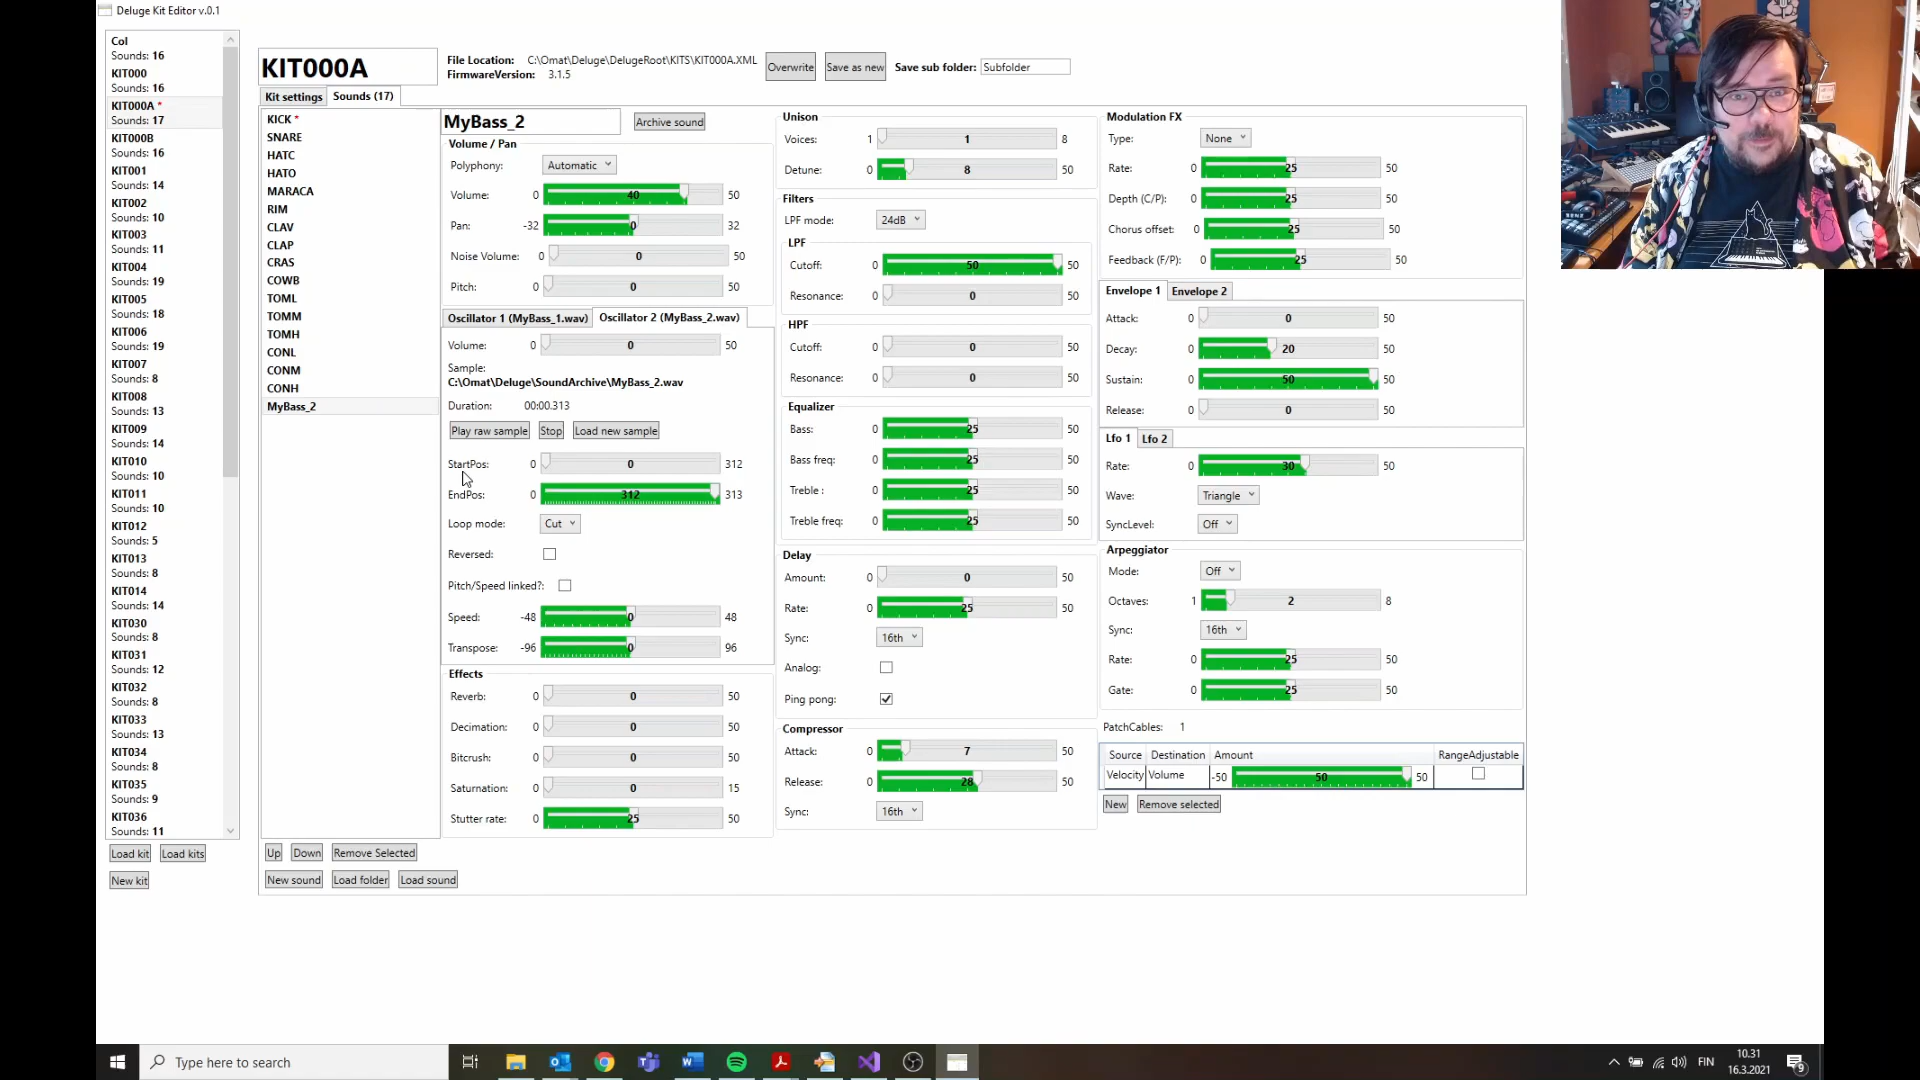 Deluge Kit Editor v.0.1
Col
Sounds: 16
KIT000
Sounds: 16
KIT000A *
Sounds: 17
KIT000B
Sounds: 16
KIT001
Sounds: 14
KIT002
Sounds: 10
KIT003
Sounds: 11
KIT004
Sounds: 19
KIT005
Sounds: 18
KIT006
Sounds: 19
KIT007
Sounds: 8
KIT008
Sounds: 13
KIT009
Sounds: 14
KIT010
Sounds: 10
KIT011
Sounds: 10
KIT012
Sounds: 5
KIT013
Sounds: 8
KIT014
Sounds: 14
KIT030
Sounds: 8
KIT031
Sounds: 12
KIT032
Sounds: 8
KIT033
Sounds: 13
KIT034
Sounds: 8
KIT035
Sounds: 9
KIT036
Sounds: 11
Load kit Load kits
New kit
KIT000A
File Location: C:\Omat\Deluge\DelugeRoot\KITS\KIT000A.XML
FirmwareVersion: 3.1.5
Overwrite Save as new Save sub folder: Subfolder
Kit settings Sounds (17)
KICK *
SNARE
HATC
HATO
MARACA
RIM
CLAV
CLAP
CRAS
COWB
TOML
TOMM
TOMH
CONL
CONM
CONH
MyBass_2
Up Down Remove Selected
New sound Load folder Load sound
MyBass_2 Archive sound
Volume / Pan
Polyphony: Automatic
Volume: 0 40 50
Pan: -32 0 32
Noise Volume: 0 0 50
Pitch: 0 0 50
Oscillator 1 (MyBass_1.wav) Oscillator 2 (MyBass_2.wav)
Volume: 0 0 50
Sample:
C:\Omat\Deluge\SoundArchive\MyBass_2.wav
Duration: 00:00.313
Play raw sample Stop Load new sample
StartPos: 0 0 312
EndPos: 0 312 313
Loop mode: Cut
Reversed:
Pitch/Speed linked?:
Speed: -48 0 48
Transpose: -96 0 96
Effects
Reverb: 0 0 50
Decimation: 0 0 50
Bitcrush: 0 0 50
Saturnation: 0 0 15
Stutter rate: 0 25 50
Unison
Voices: 1 1 8
Detune: 0 8 50
Filters
LPF mode: 24dB
LPF
Cutoff: 0 50 50
Resonance: 0 0 50
HPF
Cutoff: 0 0 50
Resonance: 0 0 50
Equalizer
Bass: 0 25 50
Bass freq: 0 25 50
Treble : 0 25 50
Treble freq: 0 25 50
Delay
Amount: 0 0 50
Rate: 0 25 50
Sync: 16th
Analog:
Ping pong:
Compressor
Attack: 0 7 50
Release: 0 28 50
Sync: 16th
Modulation FX
Type: None
Rate: 0 25 50
Depth (C/P): 0 25 50
Chorus offset: 0 25 50
Feedback (F/P): 0 25 50
Envelope 1 Envelope 2
Attack: 0 0 50
Decay: 0 20 50
Sustain: 0 50 50
Release: 0 0 50
Lfo 1 Lfo 2
Rate: 0 30 50
Wave: Triangle
SyncLevel: Off
Arpeggiator
Mode: Off
Octaves: 1 2 8
Sync: 16th
Rate: 0 25 50
Gate: 0 25 50
PatchCables: 1
Source Destination Amount RangeAdjustable
Velocity Volume -50 50 50
New Remove selected
Type here to search
FIN
10.31
16.3.2021
9